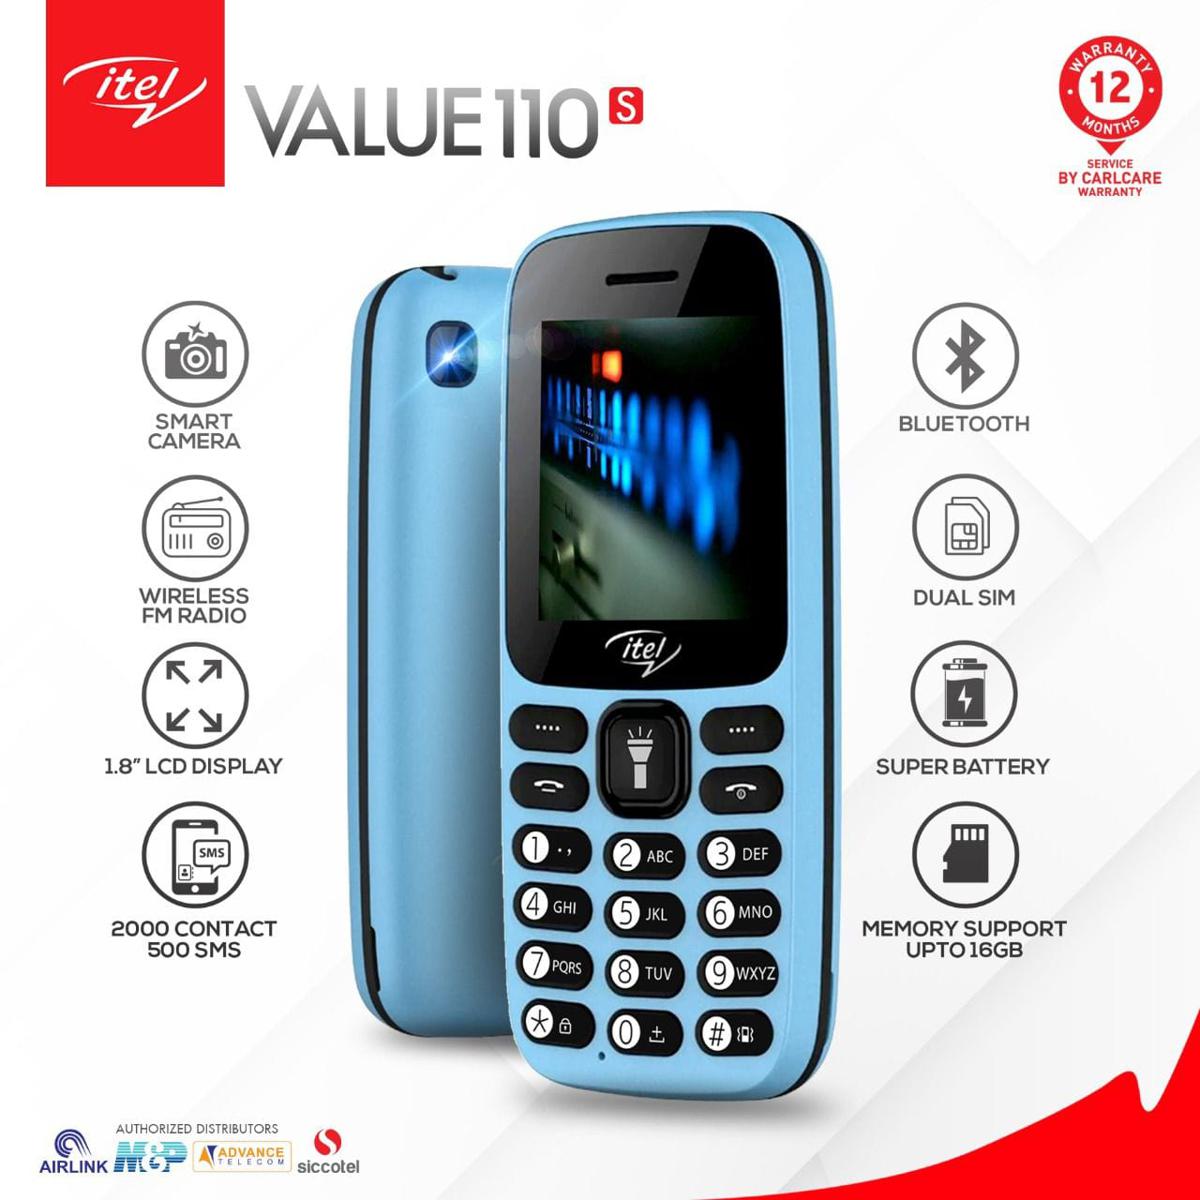 itel
VALUE110 S
WARRANTY
12
MONTHS
SERVICE
BY CARLCARE
WARRANTY
SMART
CAMERA
WIRELESS
FM RADIO
1.8” LCD DISPLAY
SMS
2000 CONTACT
500 SMS
BLUETOOTH
DUAL SIM
SUPER BATTERY
MEMORY SUPPORT
UPTO 16GB
itel
1 . ,
2 ABC
3 DEF
4 GHI
5 JKL
6 MNO
7 PQRS
8 TUV
9 WXYZ
*
0
#
AUTHORIZED DISTRIBUTORS
AIRLINK
M&P
ADVANCE
TELECOM
siccotel